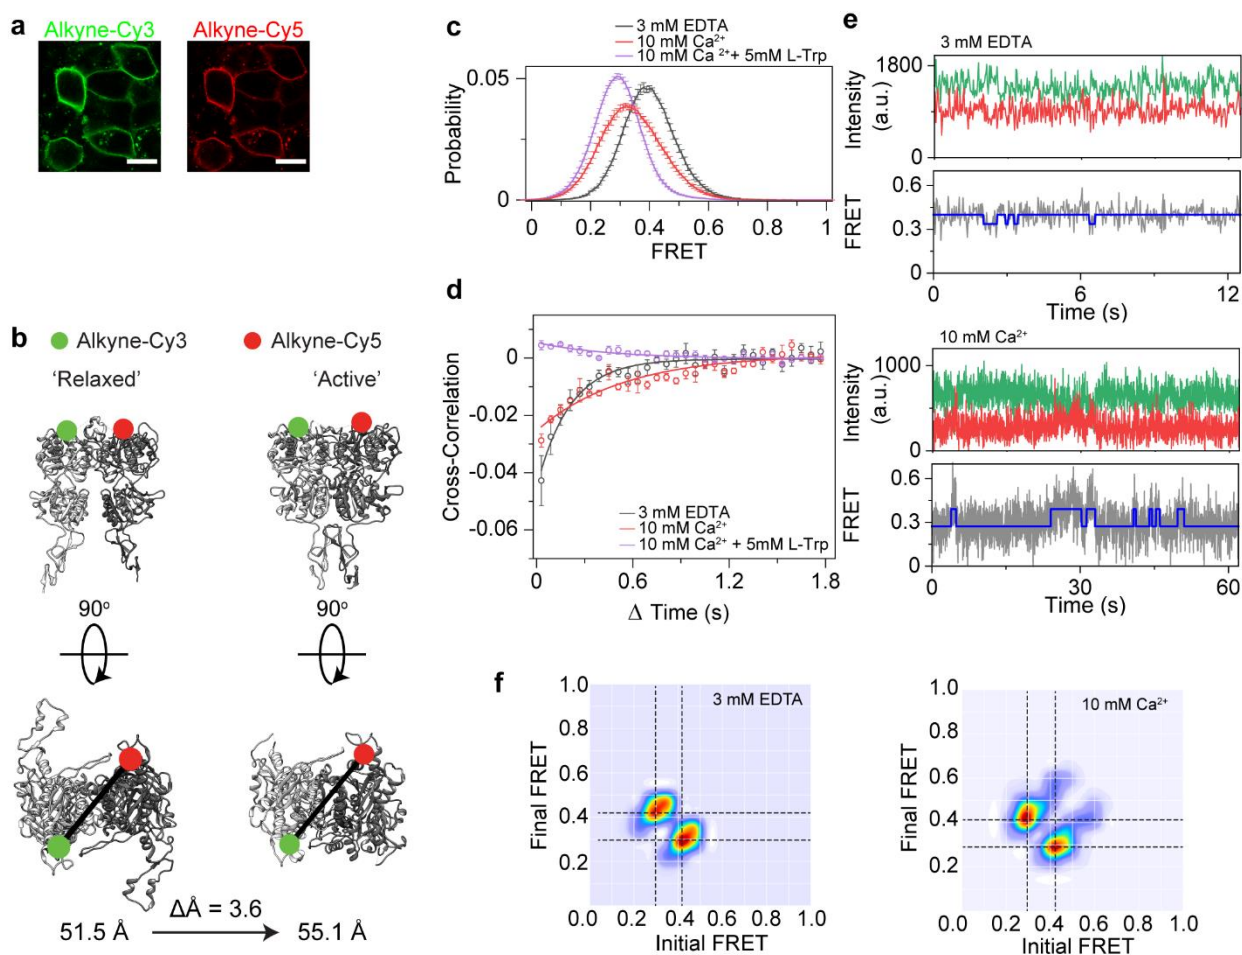 a
Alkyne-Cy3
Alkyne-Cy5
b
Alkyne-Cy3
Alkyne-Cy5
‘Relaxed’
‘Active’
90o
90o
ΔÅ = 3.6
51.5 Å
55.1 Å
c
3 mM EDTA
10 mM Ca2+
10 mM Ca 2++ 5mM L-Trp
Probability
0.05
0
0
0.2
0.4
0.6
0.8
1
FRET
d
Cross-Correlation
0
-0.02
-0.04
-0.06
3 mM EDTA
10 mM Ca2+
10 mM Ca2+ + 5mM L-Trp
0
0.6
1.2
1.8
Δ Time (s)
e
3 mM EDTA
Intensity
(a.u.)
1800
0
FRET
0.6
0.3
0
0
6
12
Time (s)
10 mM Ca2+
Intensity
(a.u.)
1000
0
FRET
0.6
0.3
0
0
30
60
Time (s)
f
3 mM EDTA
Final FRET
1.0
0.8
0.6
0.4
0.2
0.0
0.2
0.4
0.6
0.8
1.0
Initial FRET
10 mM Ca2+
Final FRET
1.0
0.8
0.6
0.4
0.2
0.0
0.2
0.4
0.6
0.8
1.0
Initial FRET